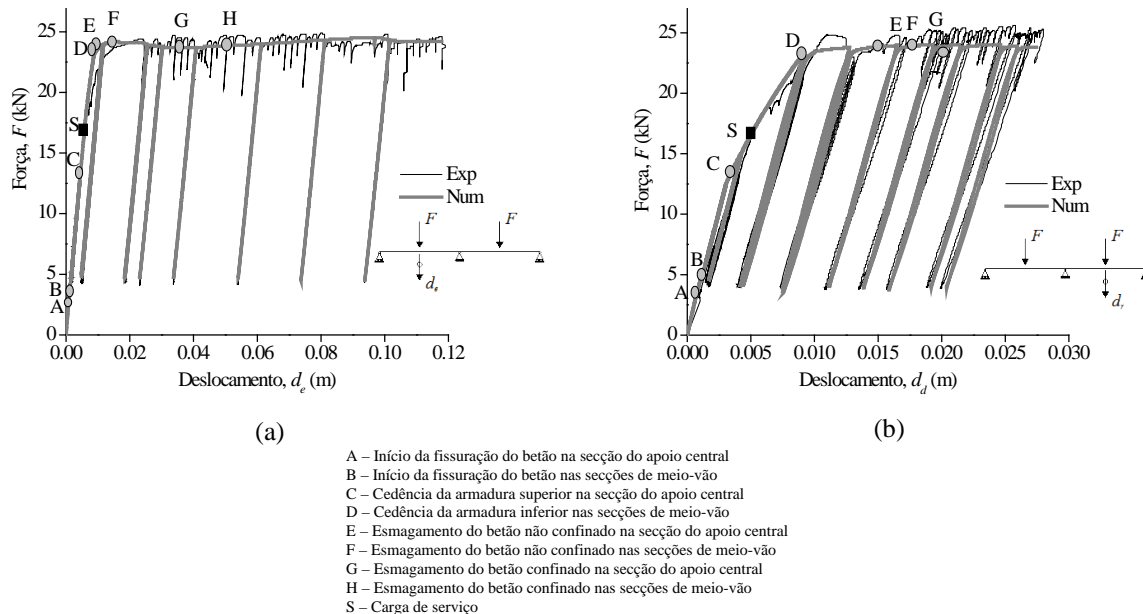 25
20
15
10
5
0
Força, F (kN)
E
F
G
H
D
S
C
B
A
Exp
Num
F
F
0.00
0.02
0.04
0.06
0.08
0.10
0.12
Deslocamento, d_e (m)
(a)
25
20
15
10
5
0
Força, F (kN)
D
E
F
G
S
C
B
A
Exp
Num
F
F
0.000
0.005
0.010
0.015
0.020
0.025
0.030
Deslocamento, d_d (m)
(b)
A – Início da fissuração do betão na secção do apoio central
B – Início da fissuração do betão nas secções de meio-vão
C – Cedência da armadura superior na secção do apoio central
D – Cedência da armadura inferior nas secções de meio-vão
E – Esmagamento do betão não confinado na secção do apoio central
F – Esmagamento do betão não confinado nas secções de meio-vão
G – Esmagamento do betão confinado na secção do apoio central
H – Esmagamento do betão confinado nas secções de meio-vão
S – Carga de serviço